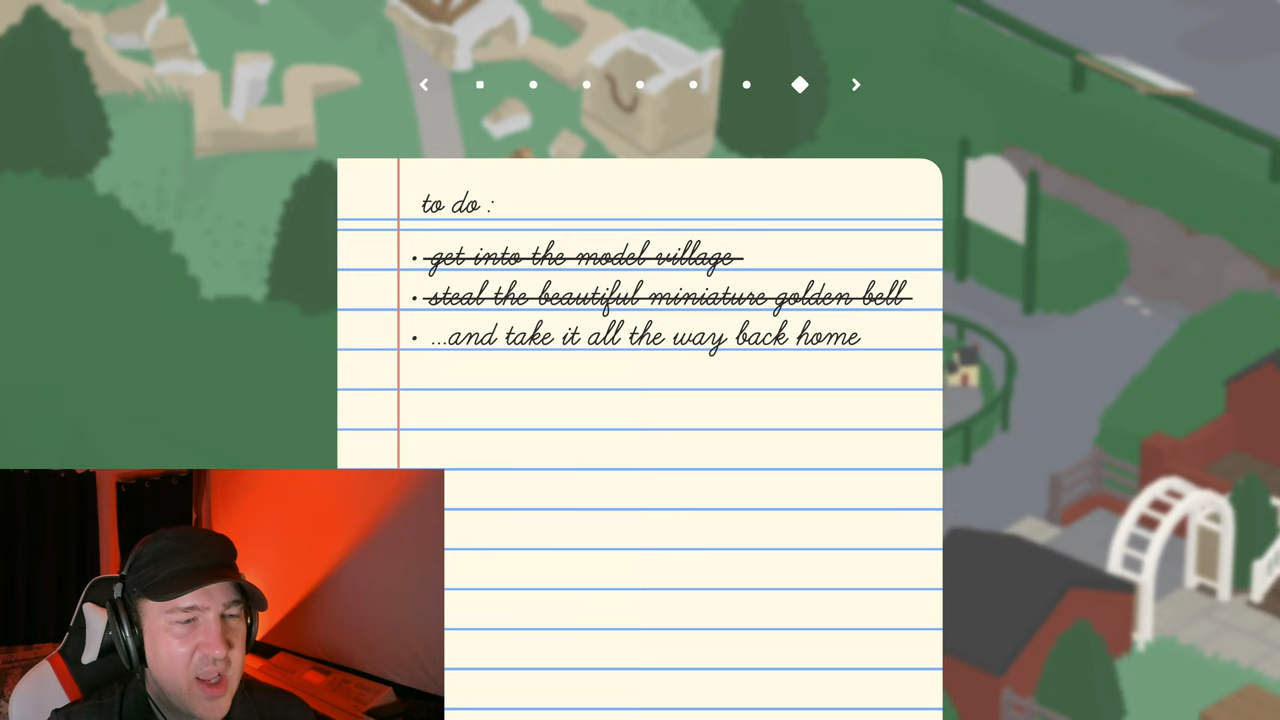 to do :
• get into the model village
• steal the beautiful miniature golden bell
• ...and take it all the way back home